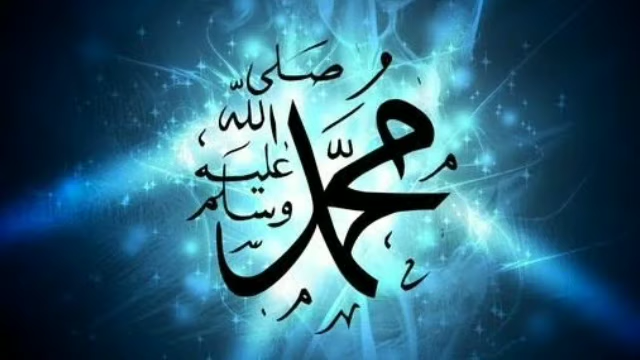 محمد
صلى
الله
عليه
وسلم